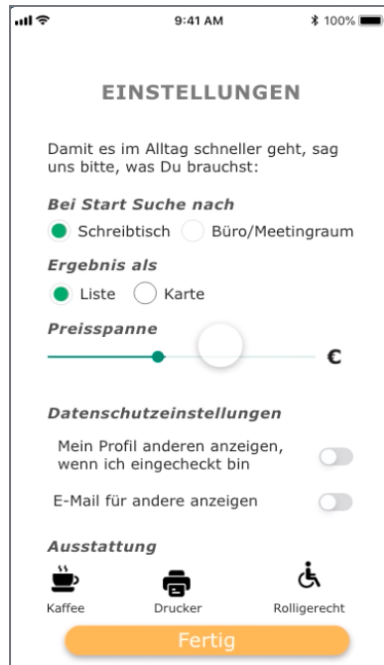 9:41 AM
100%
EINSTELLUNGEN
Damit es im Alltag schneller geht, sag
uns bitte, was Du brauchst:
Bei Start Suche nach
Schreibtisch Büro/Meetingraum
Ergebnis als
Liste Karte
Preisspanne
€
Datenschutzeinstellungen
Mein Profil anderen anzeigen,
wenn ich eingecheckt bin
E-Mail für andere anzeigen
Ausstattung
Kaffee Drucker Rolligerecht
Fertig